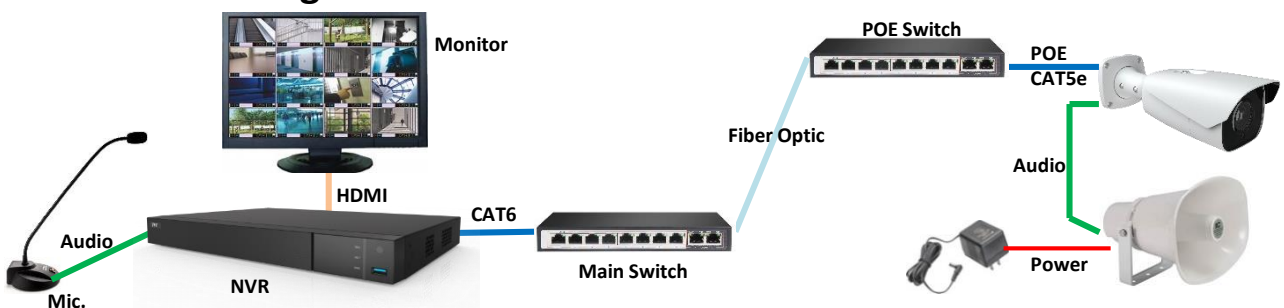 Monitor
POE Switch
POE
CAT5e
Fiber Optic
Audio
HDMI
CAT6
Audio
Main Switch
Power
NVR
Mic.